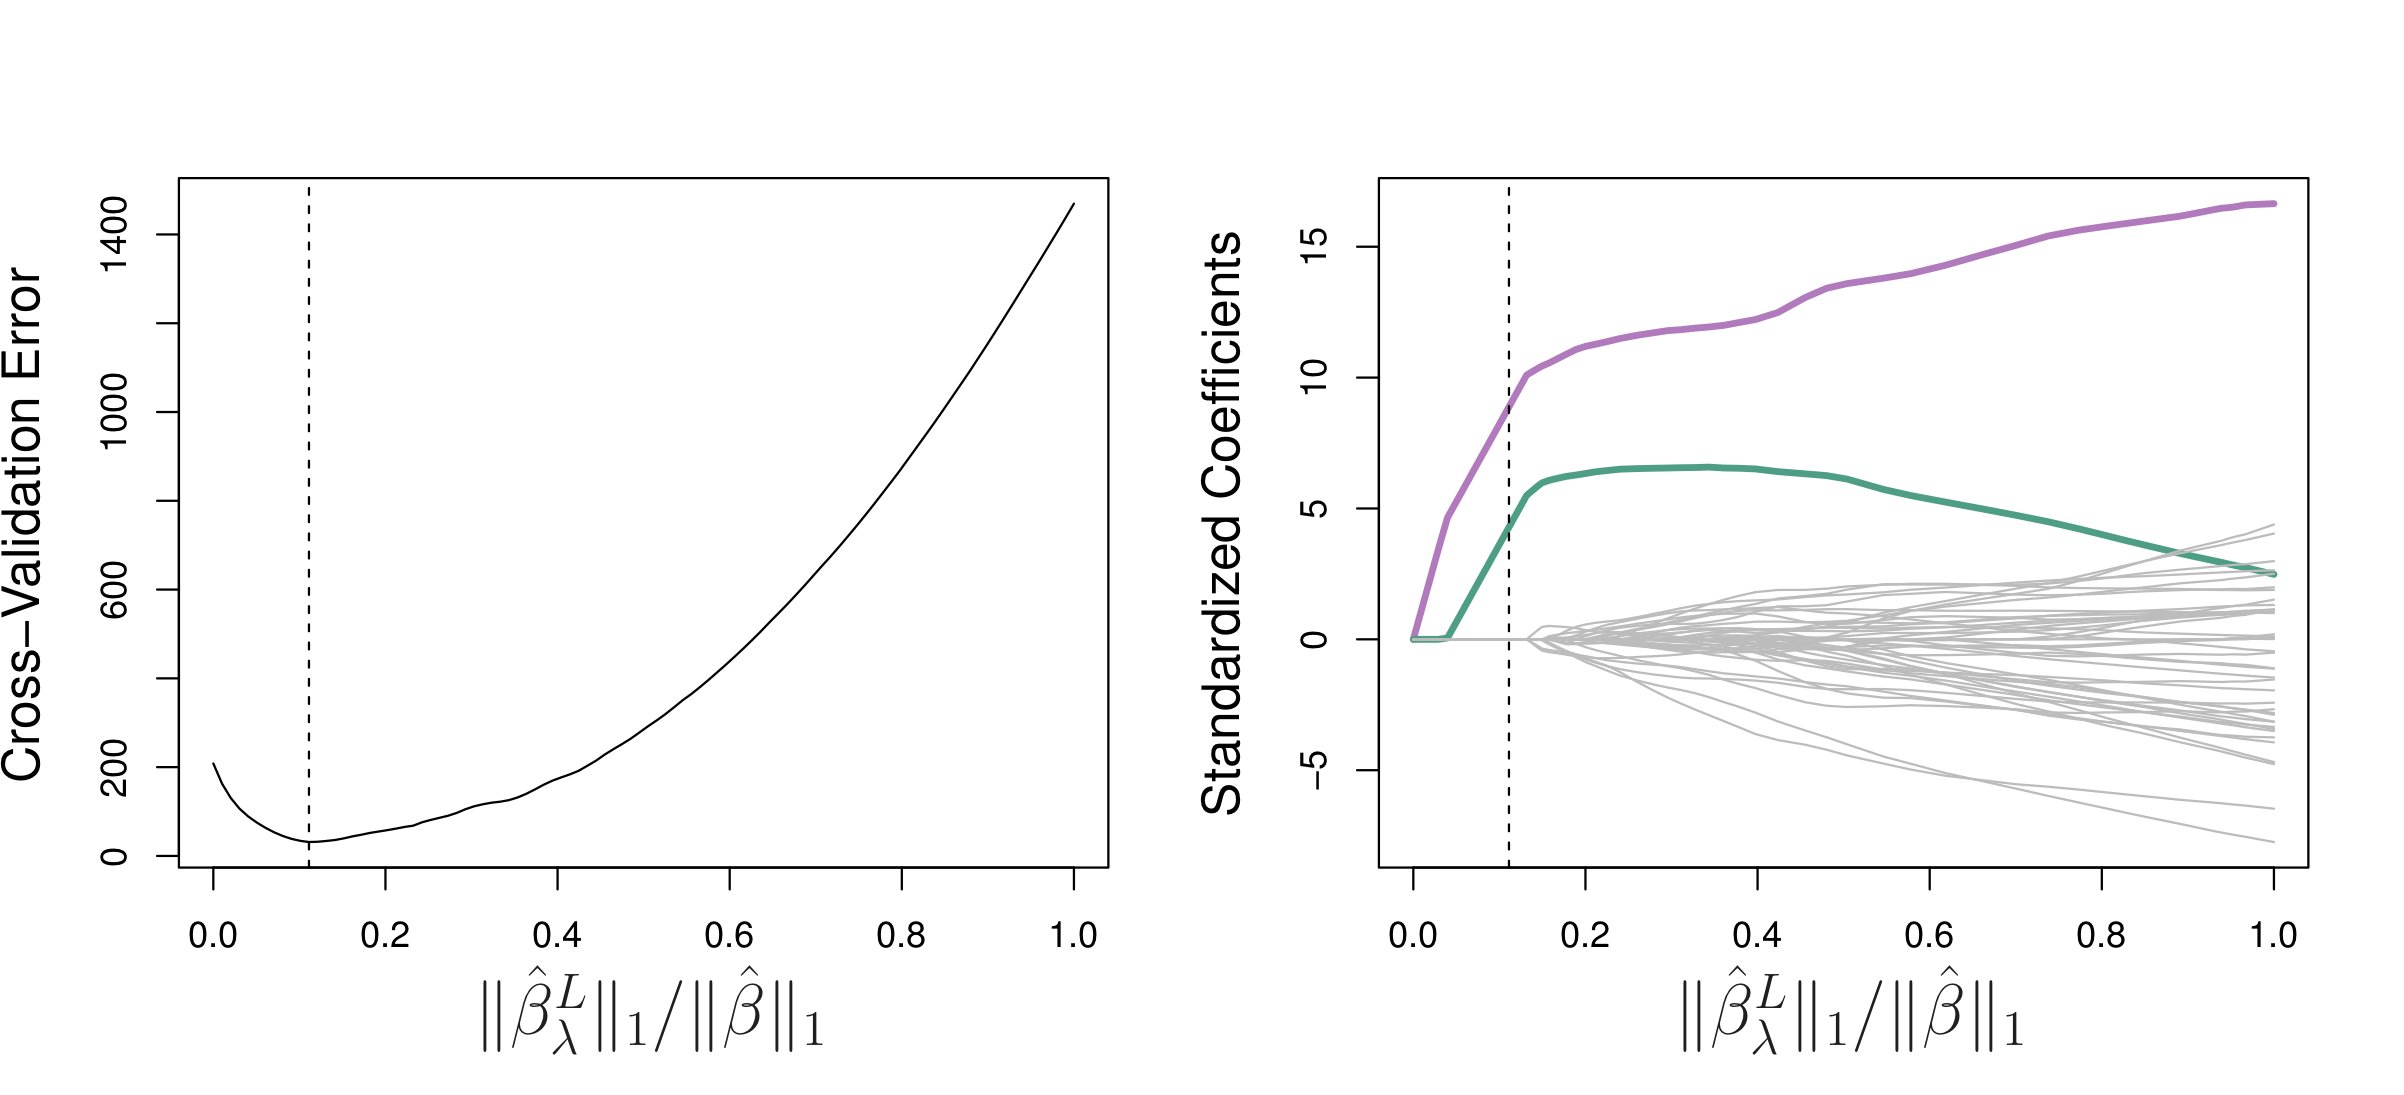 Cross−Validation Error
0 200 600 1000 1400
0.0 0.2 0.4 0.6 0.8 1.0
‖β̂λᴸ‖₁/‖β̂‖₁
Standardized Coefficients
−5 0 5 10 15
0.0 0.2 0.4 0.6 0.8 1.0
‖β̂λᴸ‖₁/‖β̂‖₁